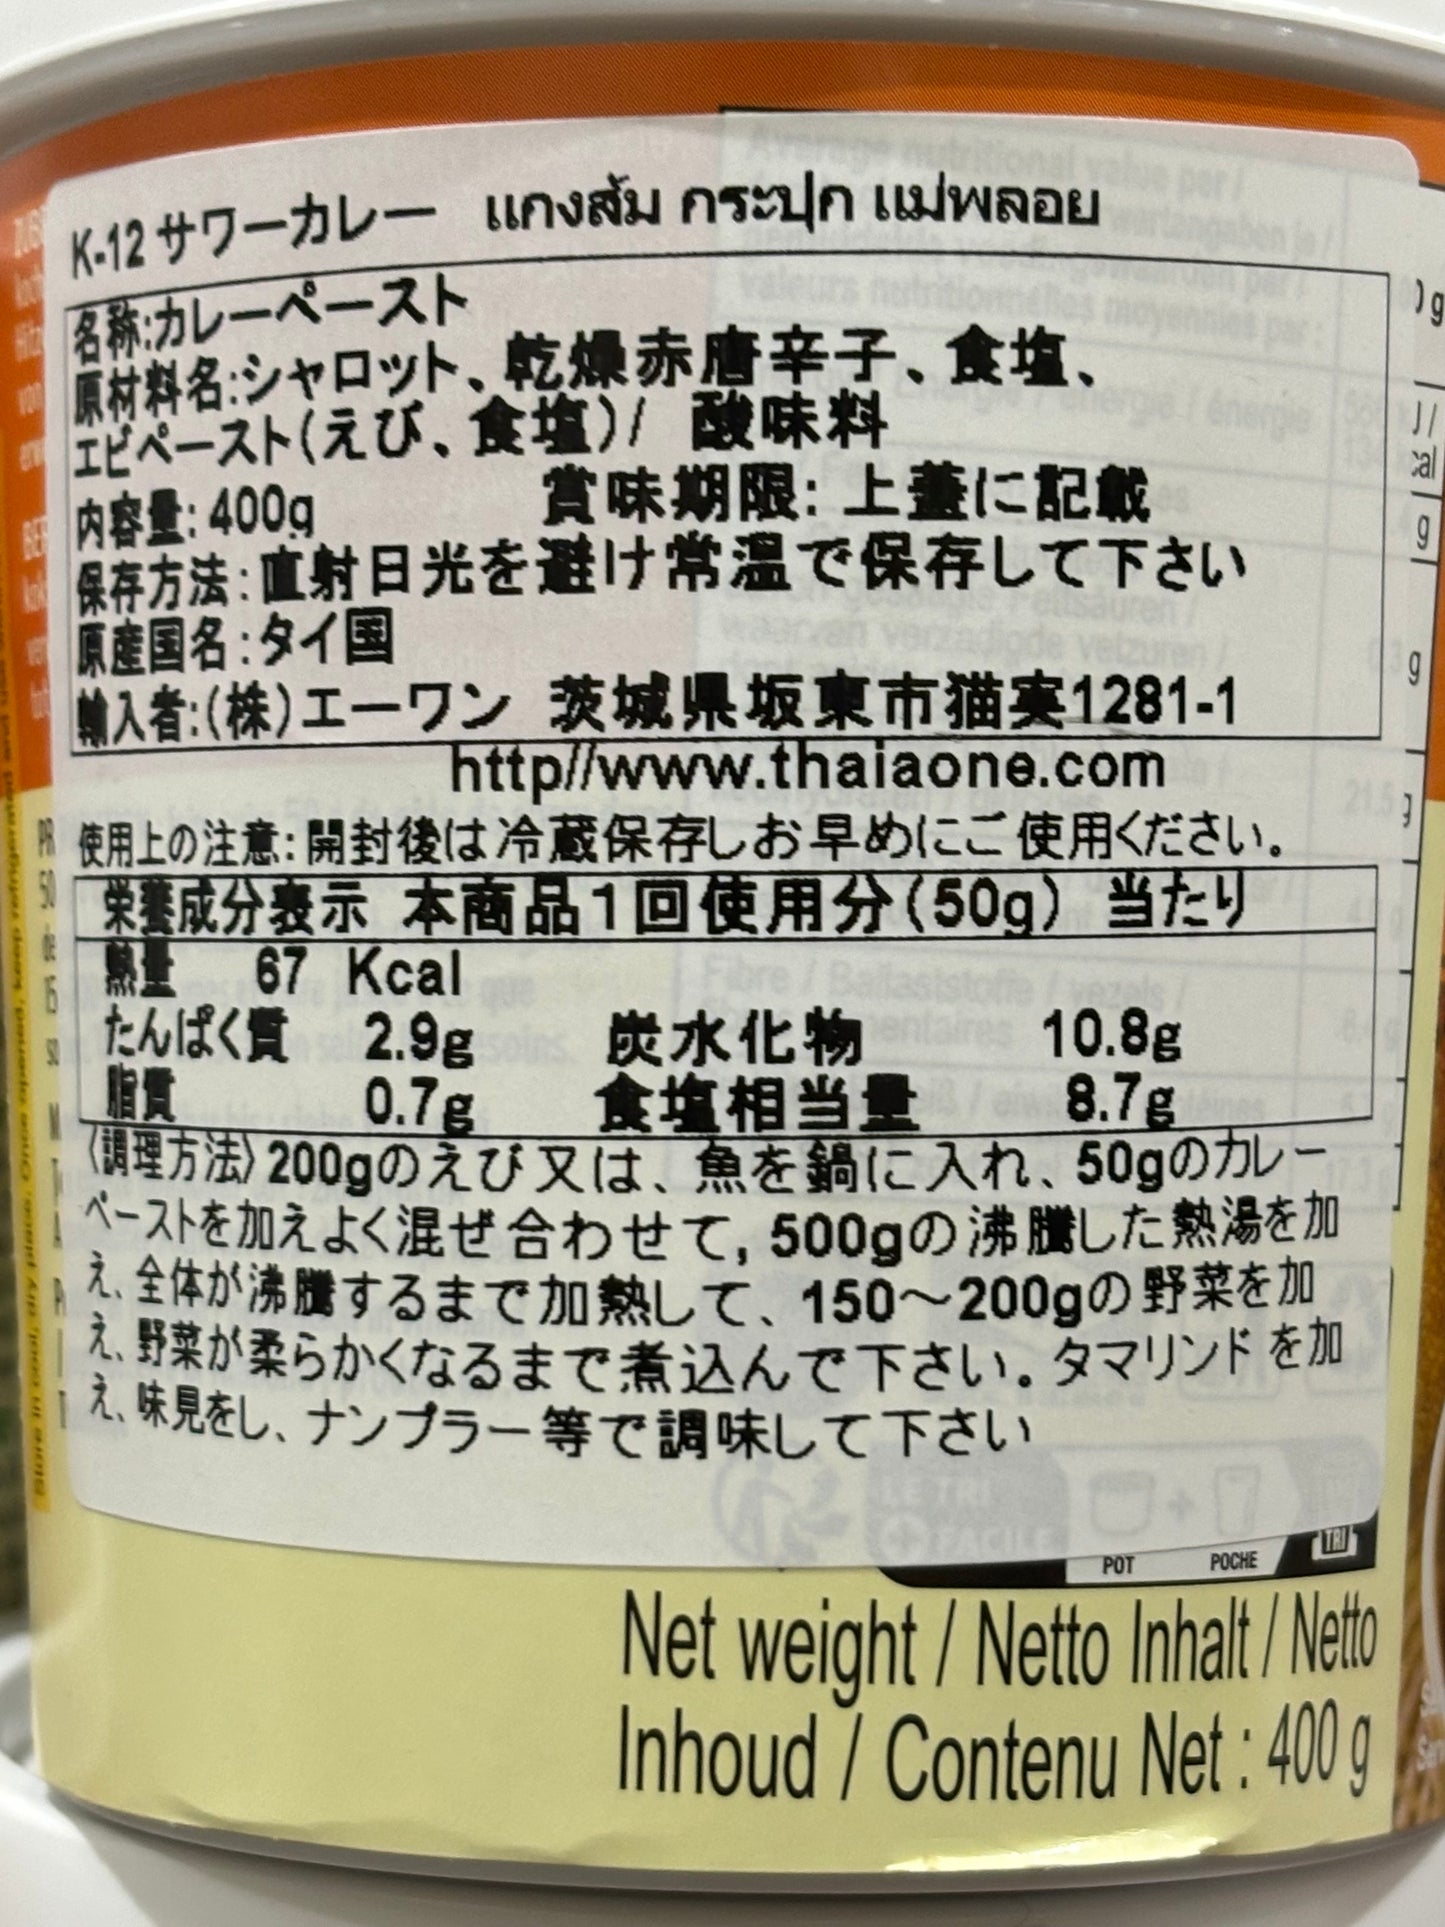 K-12 サワーカレー แกงส้ม กระปุก แม่พลอย
名称:カレーペースト
原材料名:シャロット、乾燥赤唐辛子、食塩、
エビペースト(えび、食塩)/ 酸味料
内容量:400g 賞味期限:上蓋に記載
保存方法:直射日光を避け常温で保存して下さい
原産国名:タイ国
輸入者:(株)エーワン 茨城県坂東市猫実1281-1
http//www.thaiaone.com
使用上の注意:開封後は冷蔵保存しお早めにご使用ください。
栄養成分表示 本商品1回使用分(50g) 当たり
熱量 67 Kcal
たんぱく質 2.9g 炭水化物 10.8g
脂質 0.7g 食塩相当量 8.7g
〈調理方法〉200gのえび又は、魚を鍋に入れ、50gのカレー
ペーストを加えよく混ぜ合わせて,500gの沸騰した熱湯を加
え、全体が沸騰するまで加熱して、150～200gの野菜を加
え、野菜が柔らかくなるまで煮込んで下さい。タマリンドを加
え、味見をし、ナンプラー等で調味して下さい
POT POCHE TRI
Net weight / Netto Inhalt / Netto
Inhoud / Contenu Net : 400 g